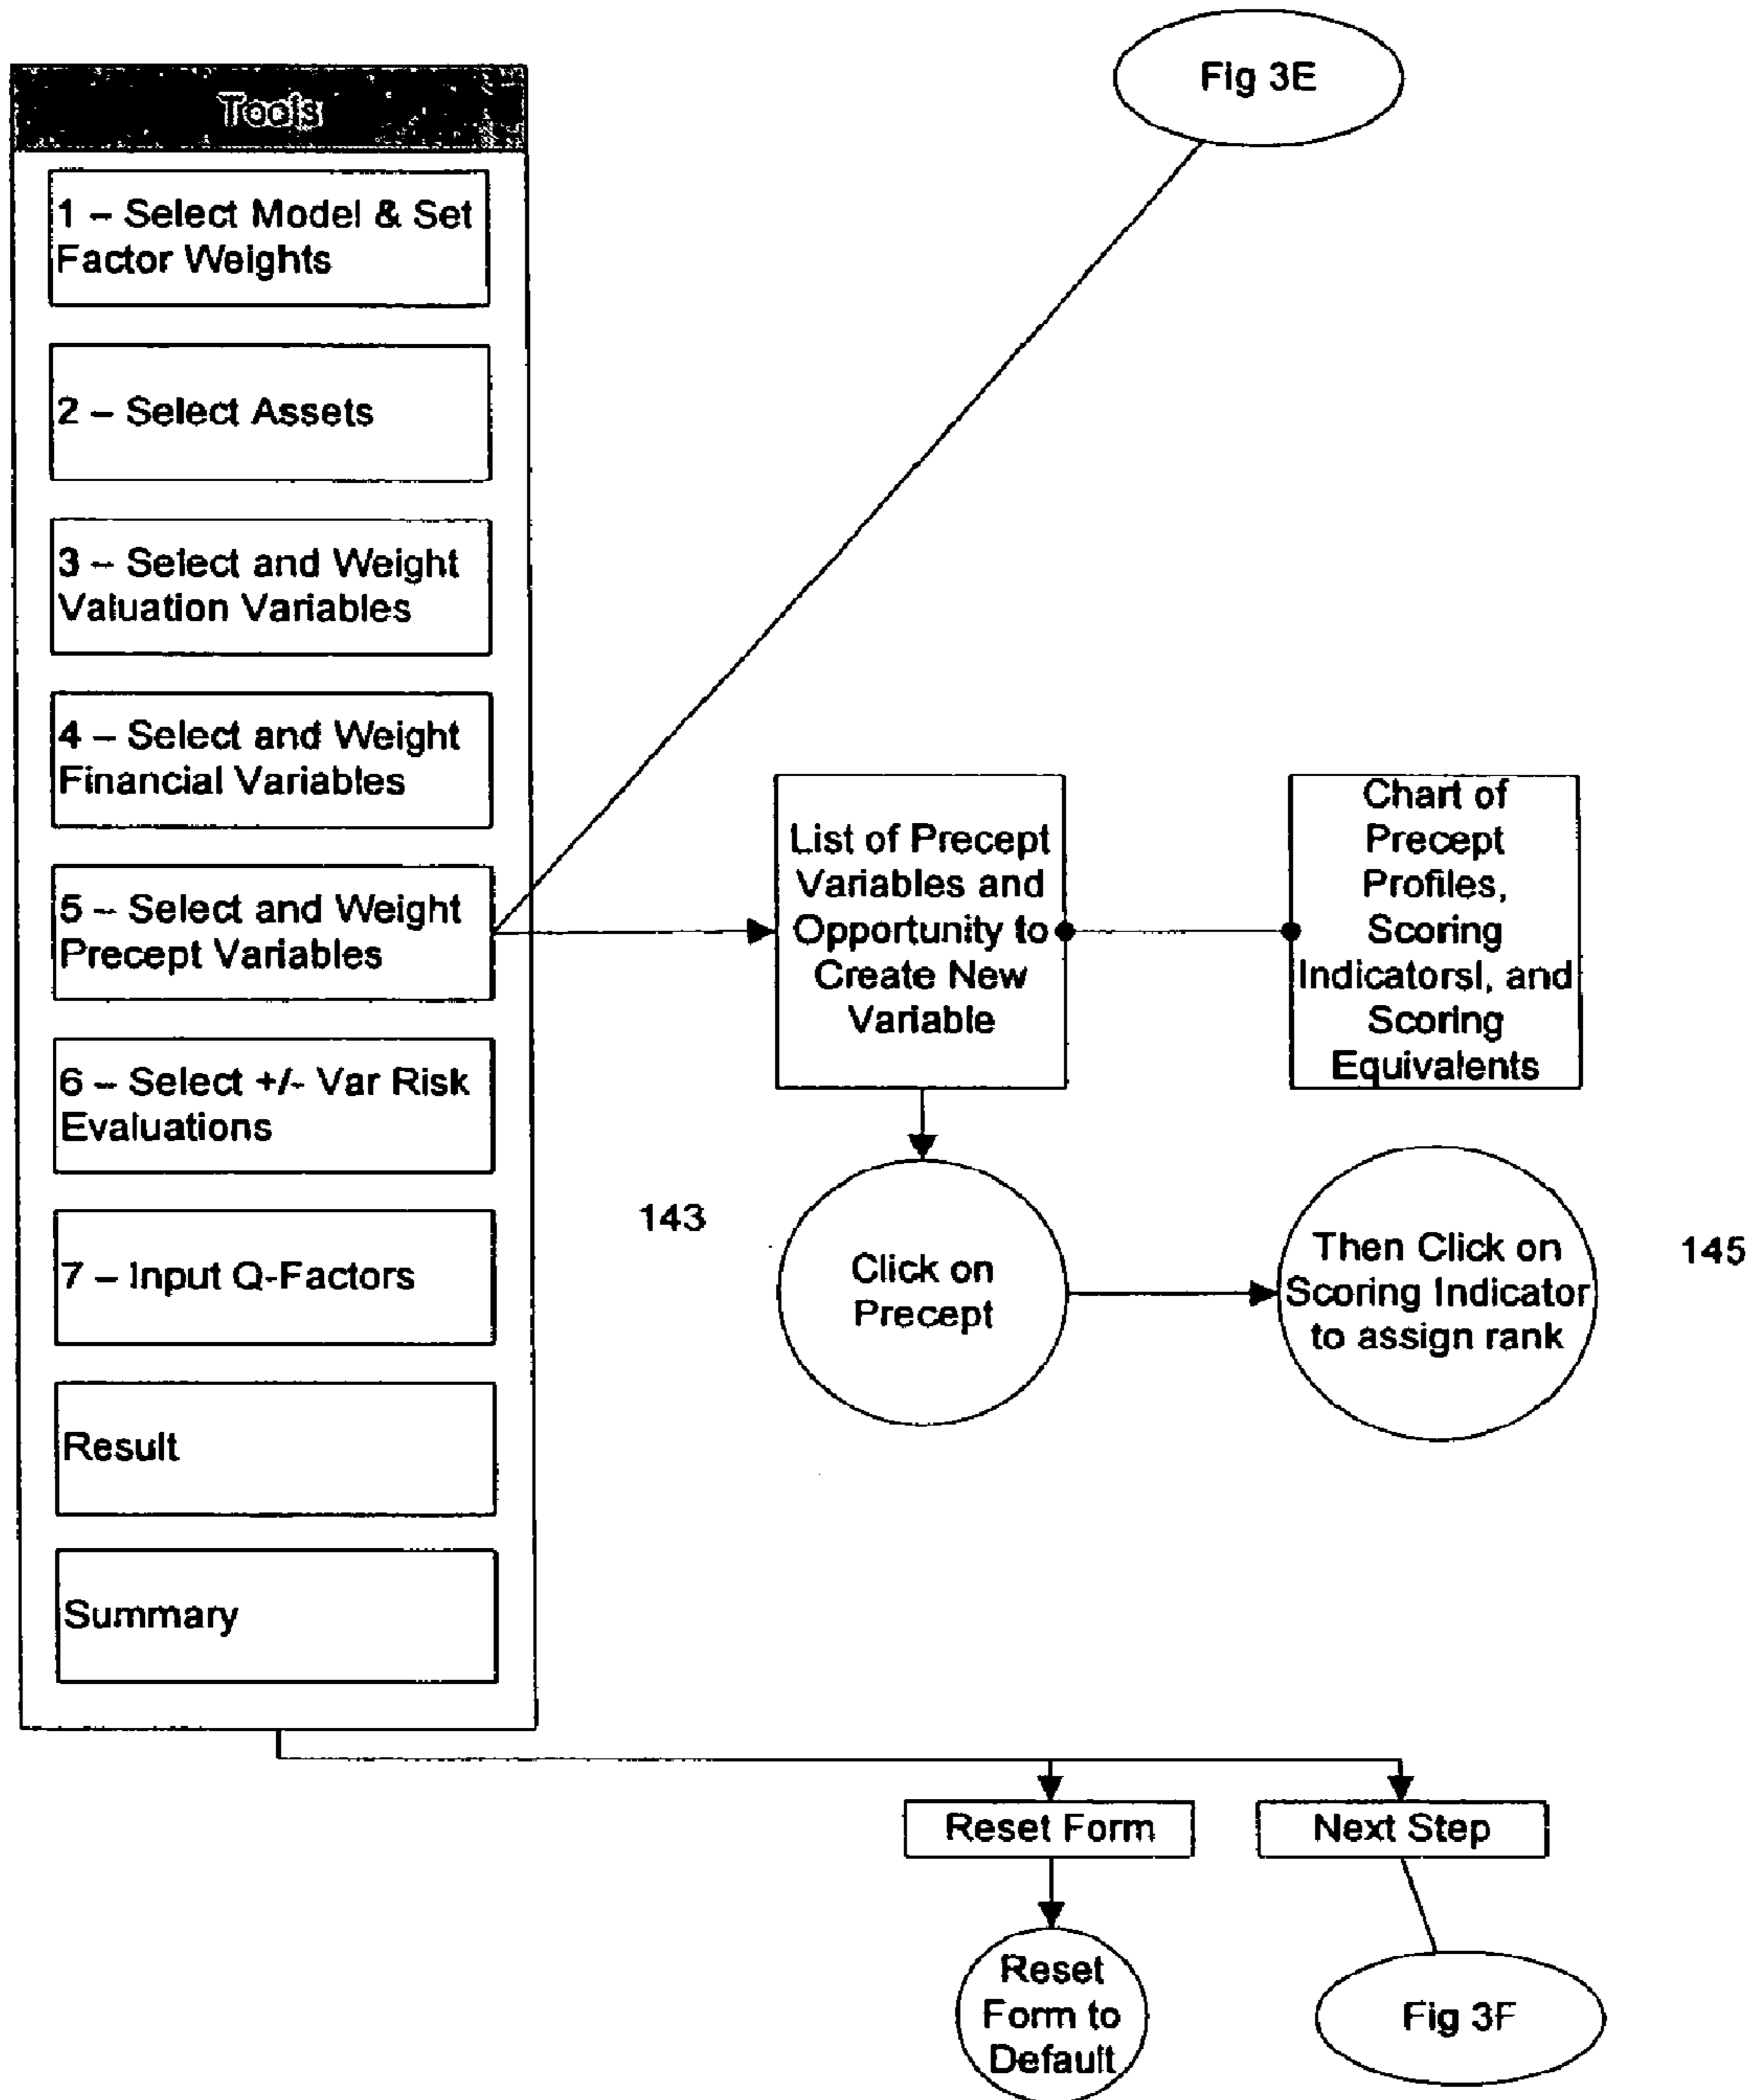 Fig 3E
Tools
1 – Select Model & Set
Factor Weights
2 – Select Assets
3 – Select and Weight
Valuation Variables
4 – Select and Weight
Financial Variables
5 – Select and Weight
Precept Variables
6 – Select +/- Var Risk
Evaluations
7 – Input Q-Factors
Result
Summary
List of Precept
Variables and
Opportunity to
Create New
Variable
Chart of
Precept
Profiles,
Scoring
Indicatorsl, and
Scoring
Equivalents
143
Click on
Precept
Then Click on
Scoring Indicator
to assign rank
145
Reset Form
Next Step
Reset
Form to
Default
Fig 3F